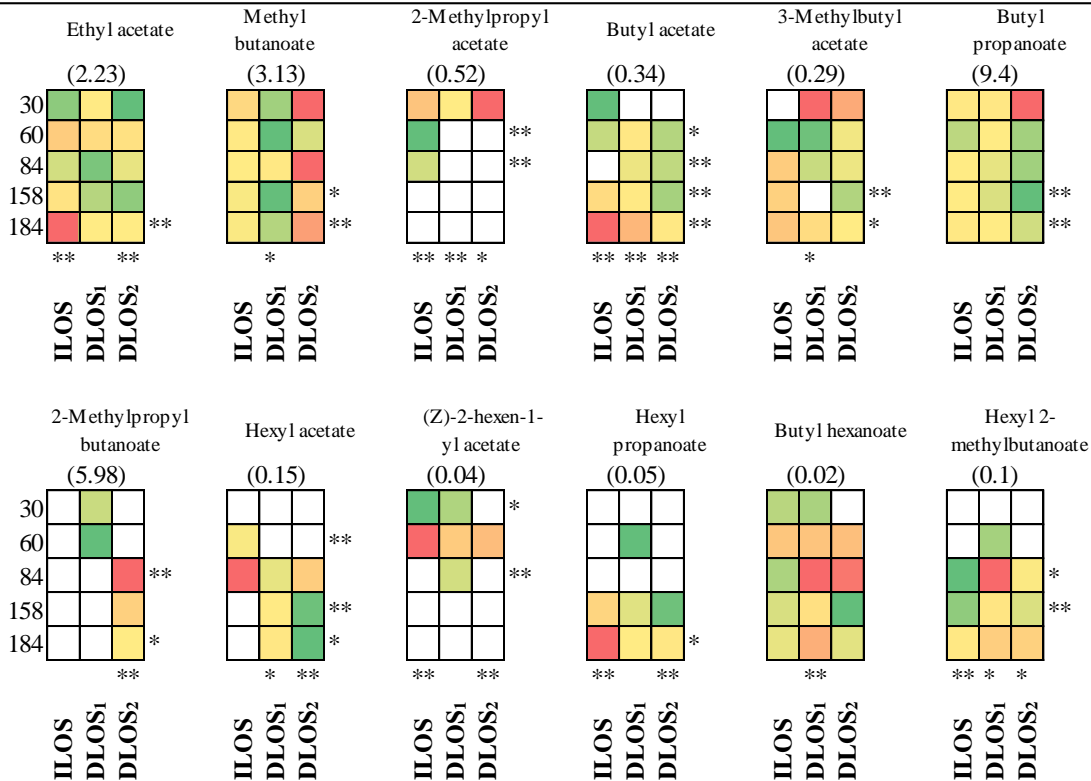 Ethyl acetate
Methyl
butanoate
2-Methylpropyl
acetate
Butyl acetate
3-Methylbutyl
acetate
Butyl
propanoate
(2.23) (3.13) (0.52) (0.34) (0.29) (9.4)
30
60 ** *
84 ** **
158 * ** ** **
184 ** ** ** * **
** ** * ** ** * ** ** ** *
ILOS DLOS1 DLOS2 ILOS DLOS1 DLOS2 ILOS DLOS1 DLOS2 ILOS DLOS1 DLOS2 ILOS DLOS1 DLOS2 ILOS DLOS1 DLOS2
2-Methylpropyl
butanoate
Hexyl acetate
(Z)-2-hexen-1-
yl acetate
Hexyl
propanoate
Butyl hexanoate
Hexyl 2-
methylbutanoate
(5.98) (0.15) (0.04) (0.05) (0.02) (0.1)
30 *
60 **
84 ** ** *
158 ** **
184 * * *
** * ** ** ** ** ** ** ** * *
ILOS DLOS1 DLOS2 ILOS DLOS1 DLOS2 ILOS DLOS1 DLOS2 ILOS DLOS1 DLOS2 ILOS DLOS1 DLOS2 ILOS DLOS1 DLOS2